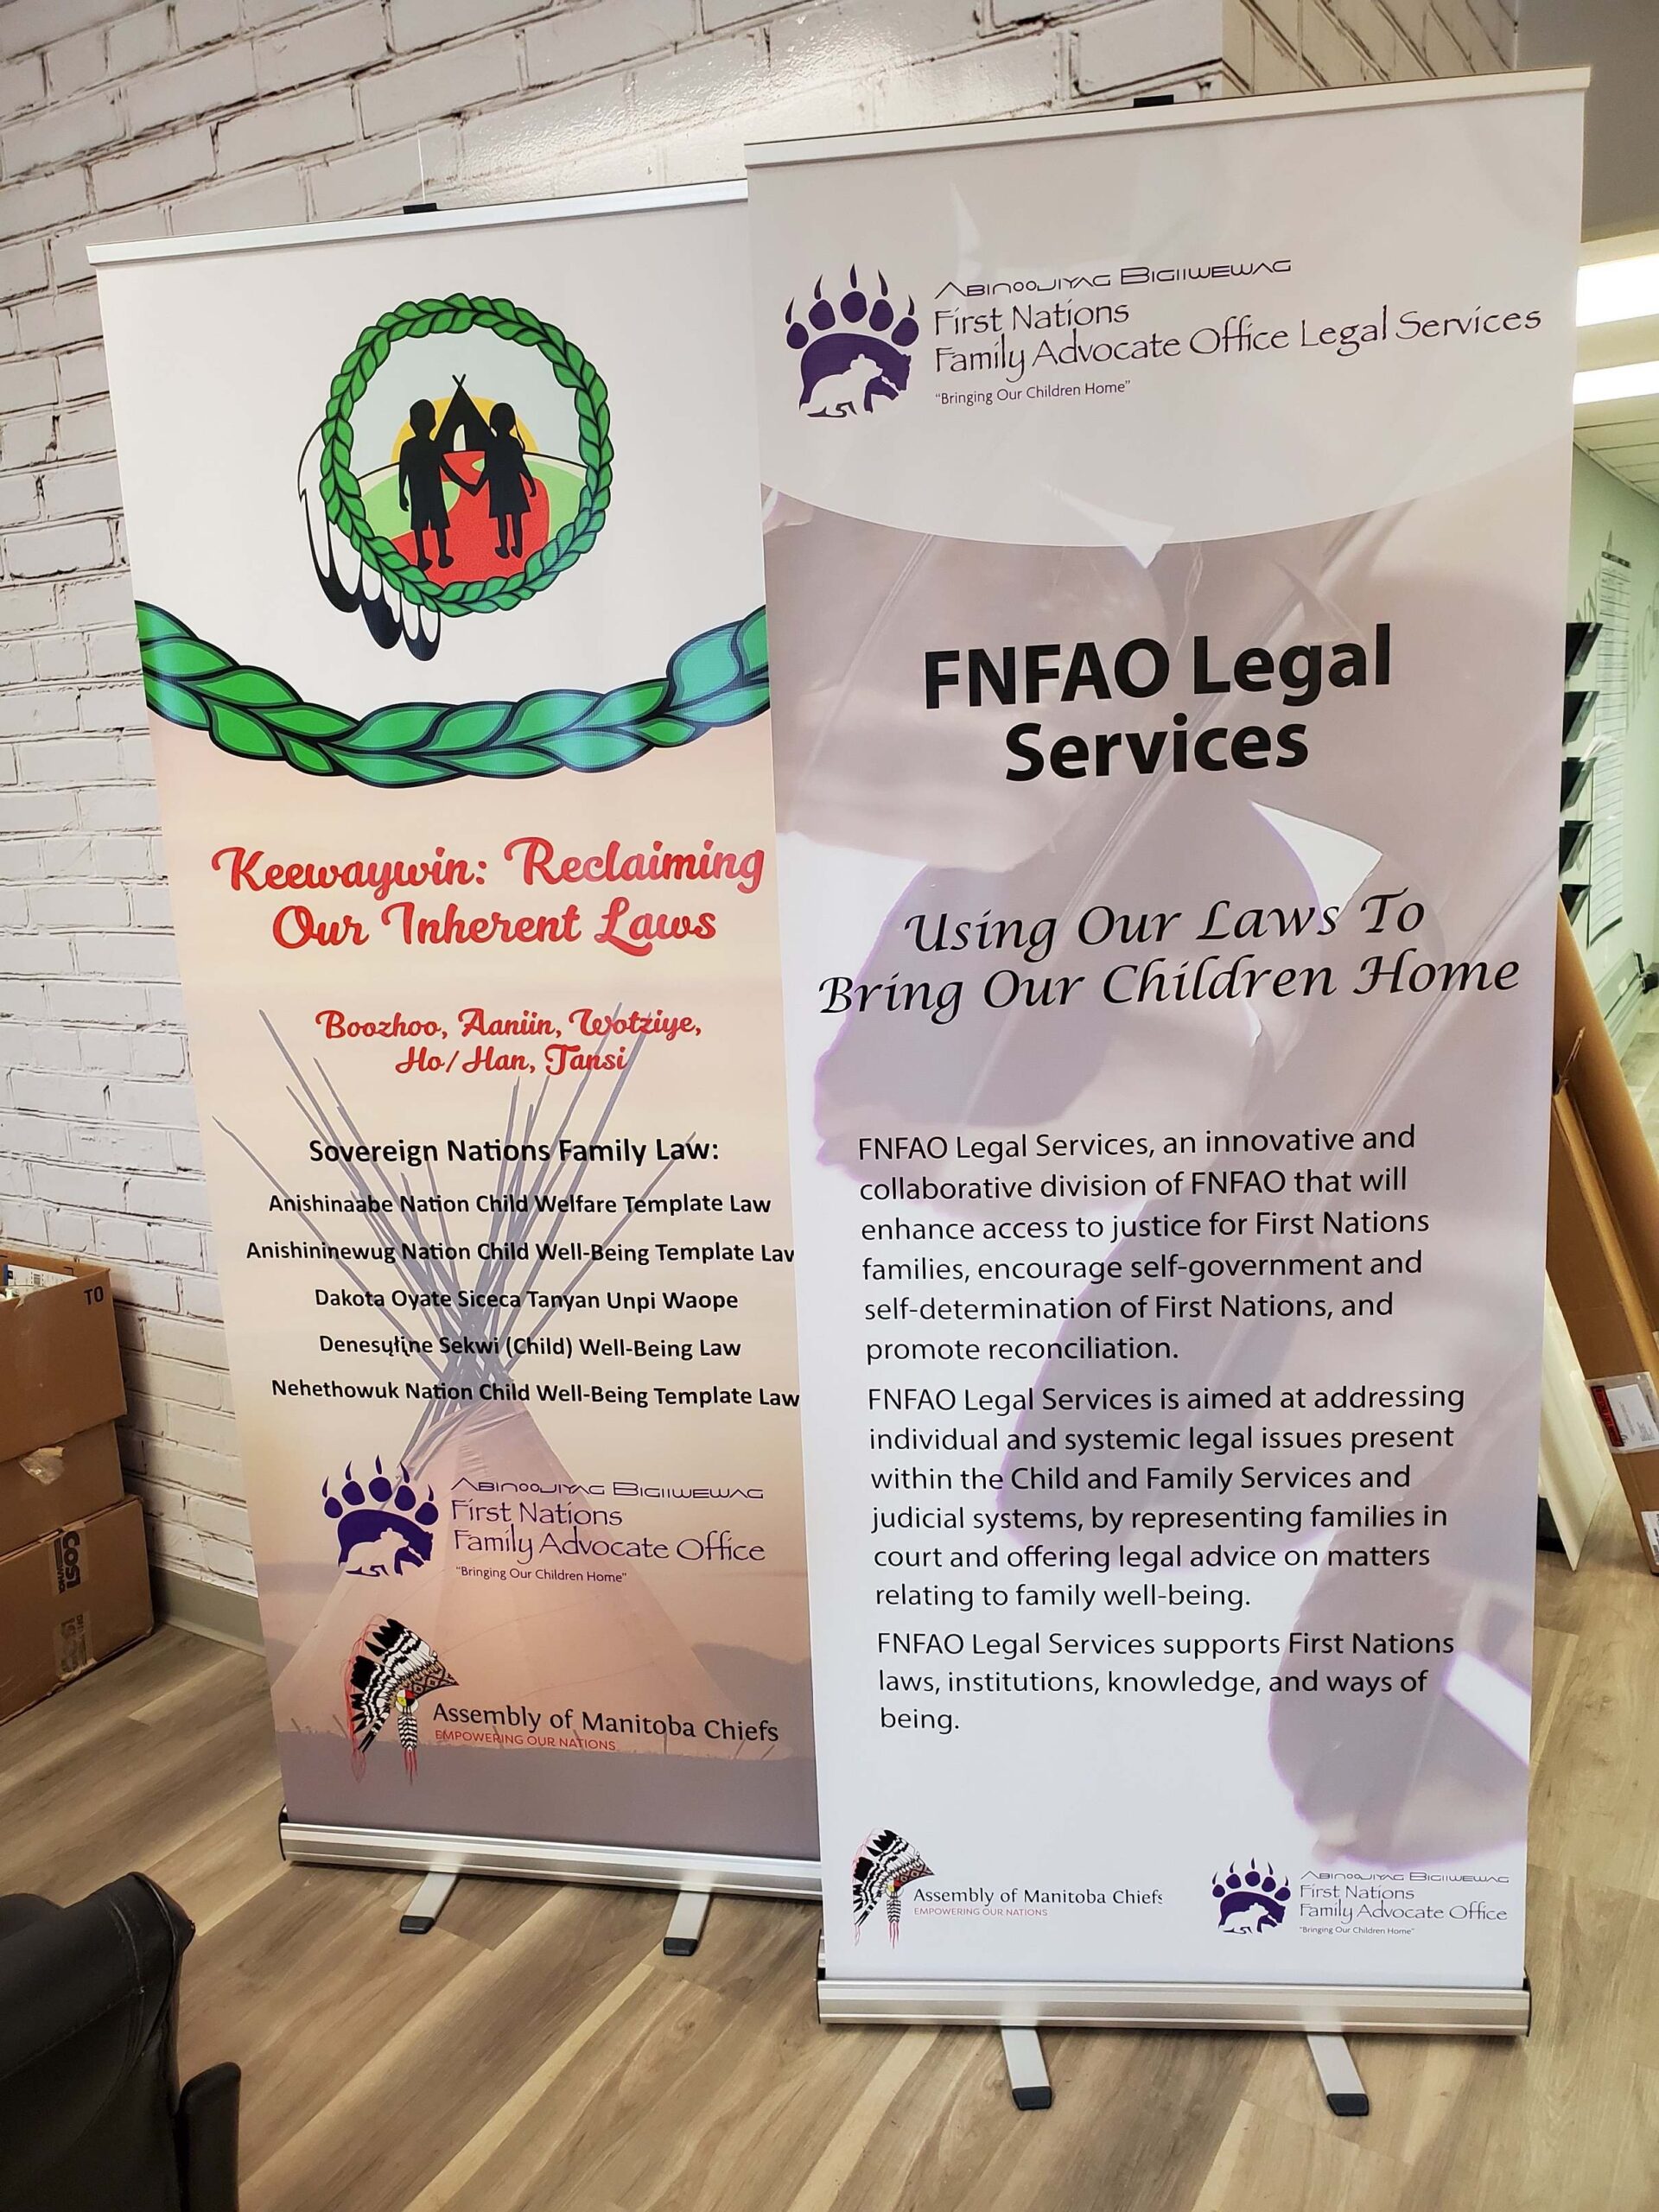 Keewaywin: Reclaiming
Our Inherent Laws
Boozhoo, Aaniin, Wotziye,
Ho/Han, Tansi
Sovereign Nations Family Law:
Anishinaabe Nation Child Welfare Template Law
Anishininewug Nation Child Well-Being Template Law
Dakota Oyate Siceca Tanyan Unpi Waope
Denesųłıne Sekwi (Child) Well-Being Law
Nehethowuk Nation Child Well-Being Template Law
Abinoojiyag Bigiiwewag
First Nations
Family Advocate Office
"Bringing Our Children Home"
Assembly of Manitoba Chiefs
EMPOWERING OUR NATIONS
Abinoojiyag Bigiiwewag
First Nations
Family Advocate Office Legal Services
"Bringing Our Children Home"
FNFAO Legal
Services
Using Our Laws To
Bring Our Children Home
FNFAO Legal Services, an innovative and
collaborative division of FNFAO that will
enhance access to justice for First Nations
families, encourage self-government and
self-determination of First Nations, and
promote reconciliation.
FNFAO Legal Services is aimed at addressing
individual and systemic legal issues present
within the Child and Family Services and
judicial systems, by representing families in
court and offering legal advice on matters
relating to family well-being.
FNFAO Legal Services supports First Nations
laws, institutions, knowledge, and ways of
being.
Assembly of Manitoba Chiefs
EMPOWERING OUR NATIONS
Abinoojiyag Bigiiwewag
First Nations
Family Advocate Office
"Bringing Our Children Home"
TO